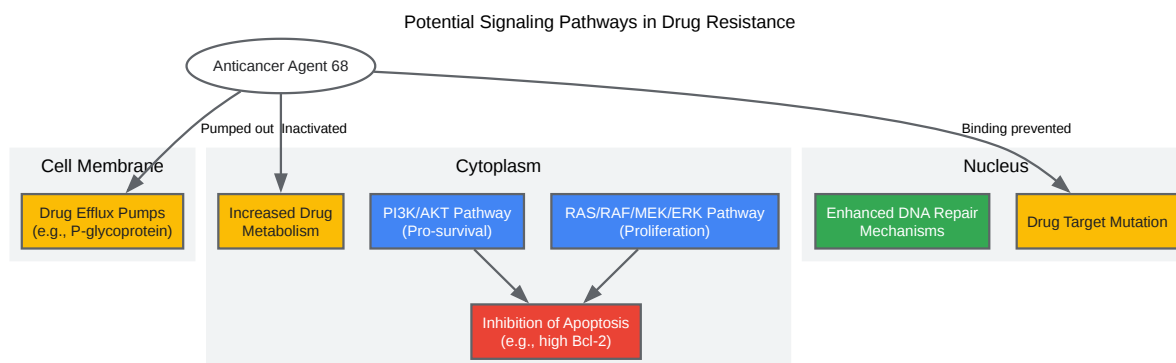 Potential Signaling Pathways in Drug Resistance
Anticancer Agent 68
Pumped out
Inactivated
Binding prevented
Cell Membrane
Cytoplasm
Nucleus
Drug Efflux Pumps
(e.g., P-glycoprotein)
Increased Drug
Metabolism
PI3K/AKT Pathway
(Pro-survival)
RAS/RAF/MEK/ERK Pathway
(Proliferation)
Enhanced DNA Repair
Mechanisms
Drug Target Mutation
Inhibition of Apoptosis
(e.g., high Bcl-2)